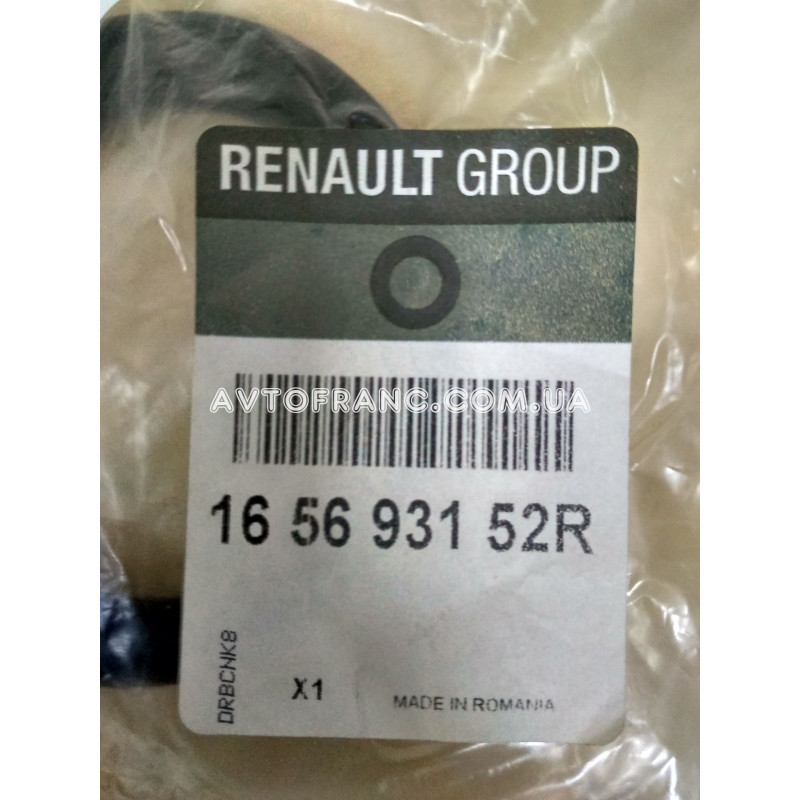 RENAULT GROUP
AVTOFRANC.COM.UA
16 56 931 52R
DRBCNK8
X1
MADE IN ROMANIA